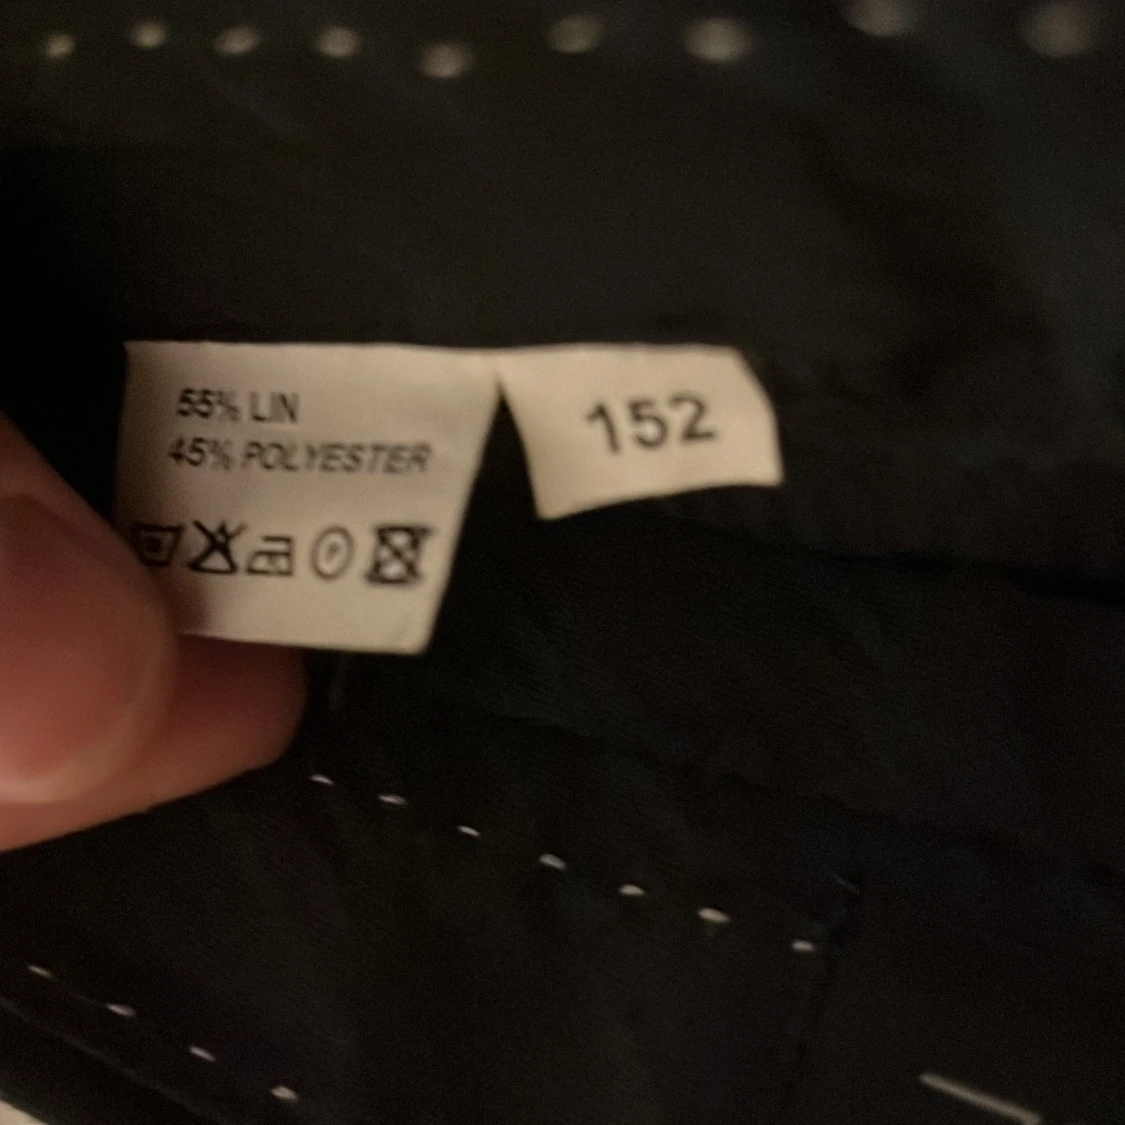 55% LIN
45% POLYESTER
P
152